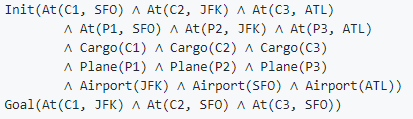 Init(At(C1, SFO) ∧ At(C2, JFK) ∧ At(C3, ATL)
∧ At(P1, SFO) ∧ At(P2, JFK) ∧ At(P3, ATL)
∧ Cargo(C1) ∧ Cargo(C2) ∧ Cargo(C3)
∧ Plane(P1) ∧ Plane(P2) ∧ Plane(P3)
∧ Airport(JFK) ∧ Airport(SFO) ∧ Airport(ATL))
Goal(At(C1, JFK) ∧ At(C2, SFO) ∧ At(C3, SFO))